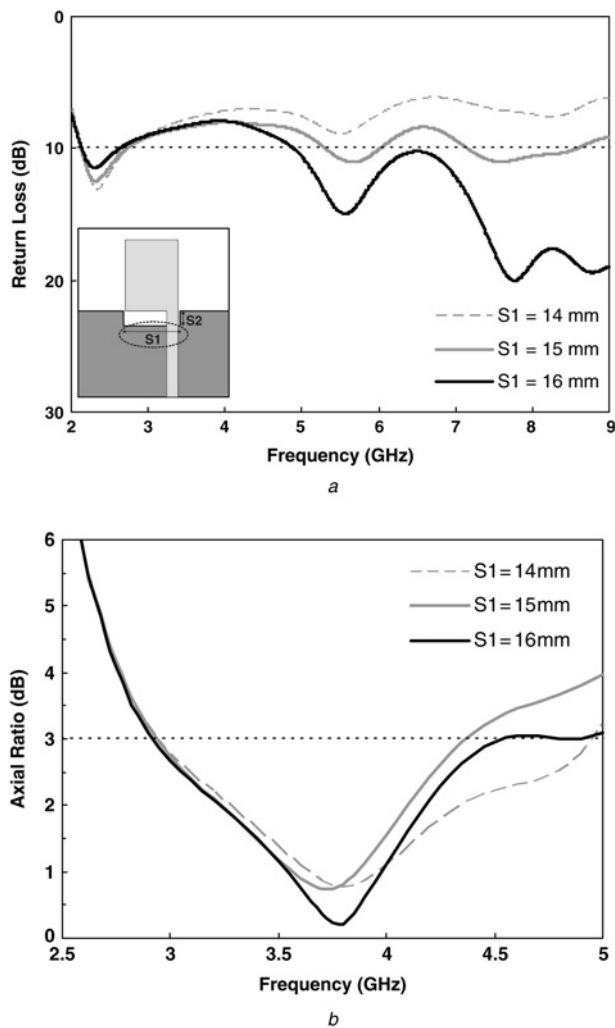 0
10
20
30
Return Loss (dB)
S2
S1
S1 = 14 mm
S1 = 15 mm
S1 = 16 mm
2 3 4 5 6 7 8 9
Frequency (GHz)
a
6
5
4
3
2
1
0
Axial Ratio (dB)
S1=14mm
S1=15mm
S1=16mm
2.5 3 3.5 4 4.5 5
Frequency (GHz)
b